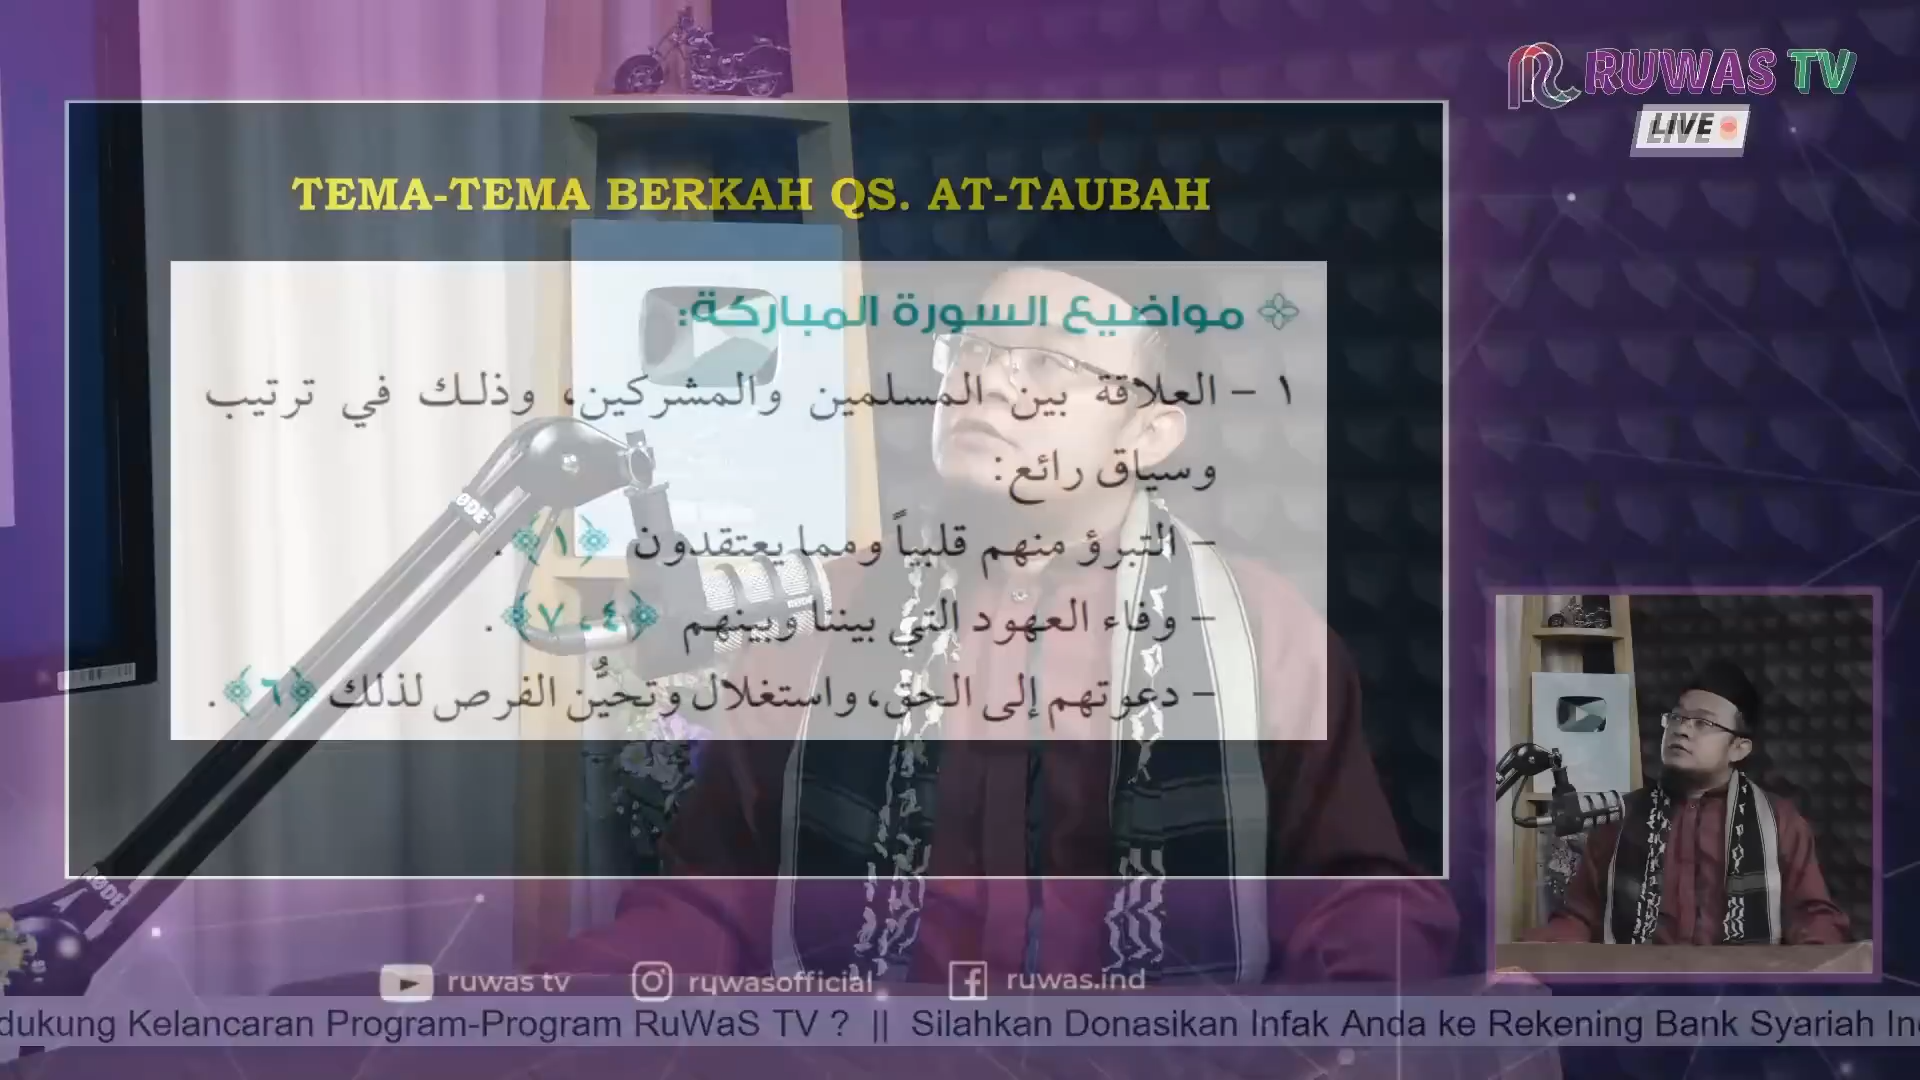 RUWAS TV
LIVE
TEMA-TEMA BERKAH QS. AT-TAUBAH
مواضيع السورة المباركة:
١ - العلاقة بين المسلمين والمشركين، وذلك في ترتيب
وسياق رائع:
- التبرؤ منهم قلبياً ومما يعتقدون ﴿١﴾.
- وفاء العهود التي بيننا وبينهم ﴿٤، ٧﴾.
- دعوتهم إلى الحق، واستغلال وتحيُّن الفرص لذلك ﴿٦﴾.
RØDE
ruwas tv
ruwasofficial
ruwas.ind
dukung Kelancaran Program-Program RuWaS TV ? || Silahkan Donasikan Infak Anda ke Rekening Bank Syariah In